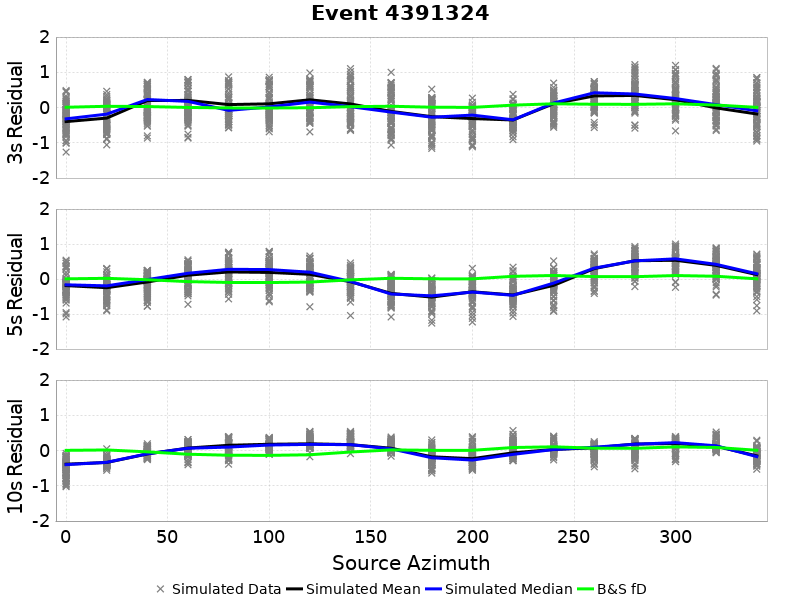 Event 4391324
2
1
0
-1
-2
3s Residual
2
1
0
-1
-2
5s Residual
2
1
0
-1
-2
10s Residual
0 50 100 150 200 250 300
Source Azimuth
Simulated Data Simulated Mean Simulated Median B&S fD